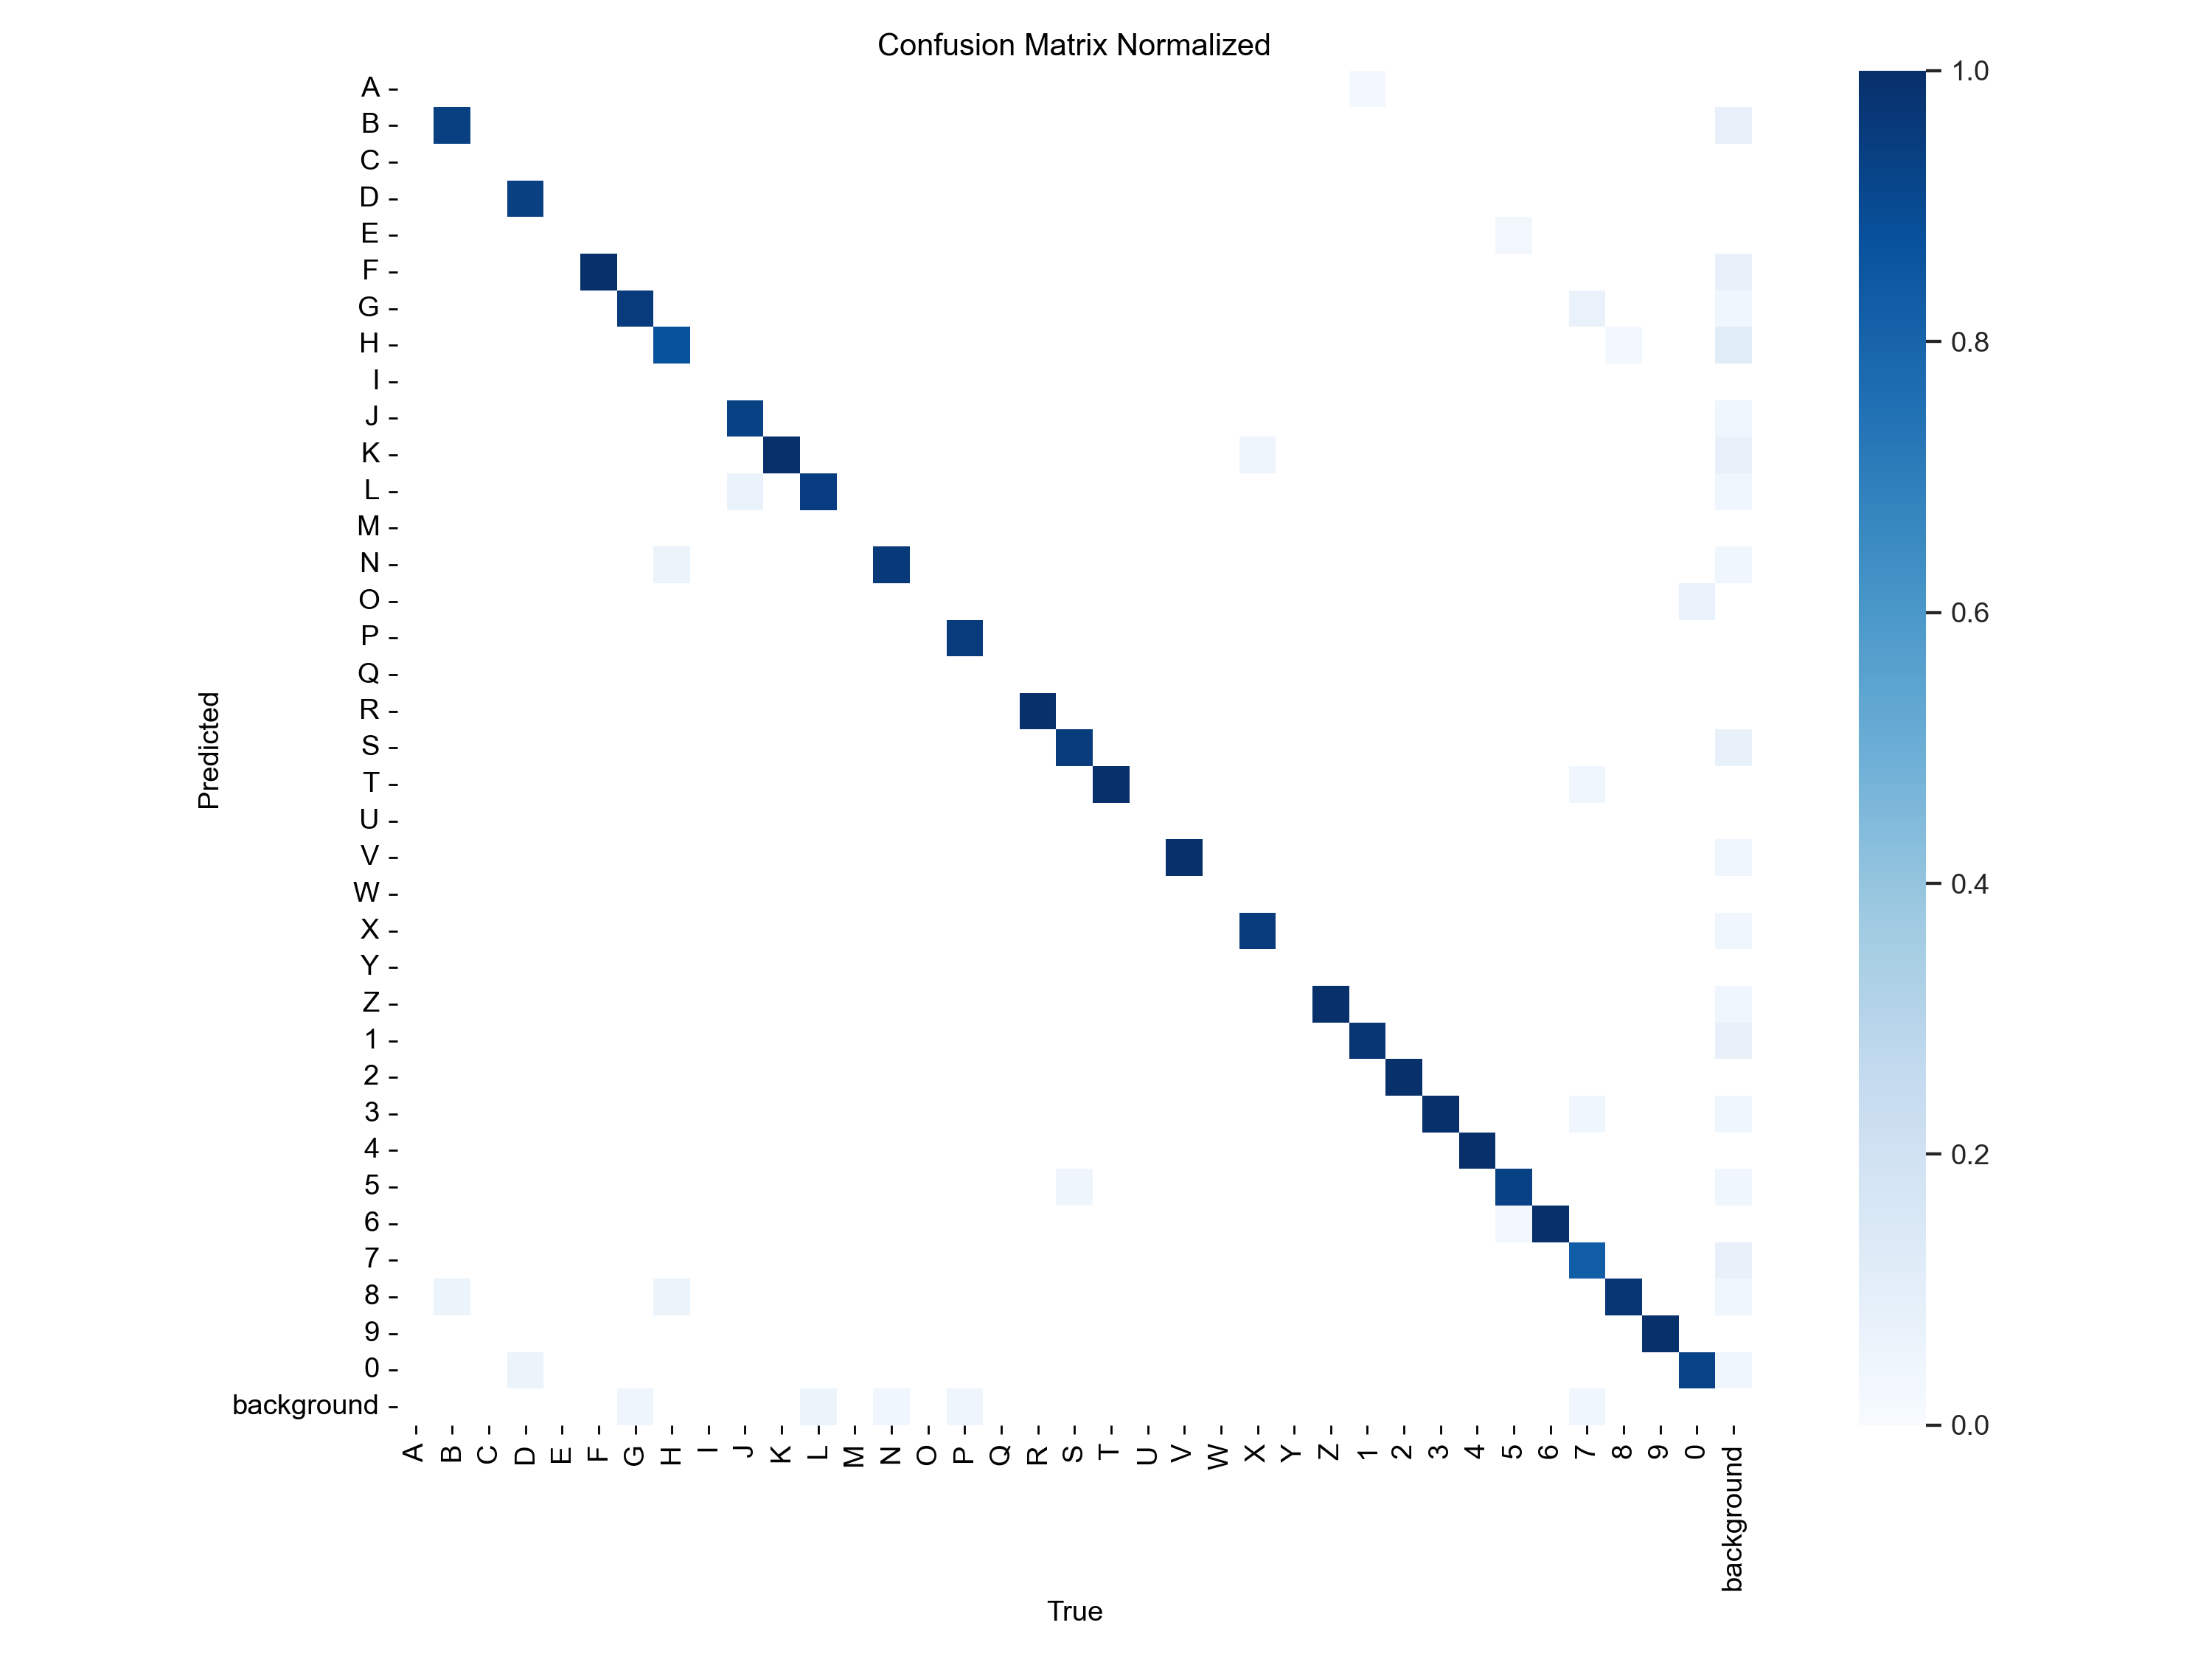 Confusion Matrix Normalized
A
B
C
D
E
F
G
H
I
J
K
L
M
N
O
P
Q
R
S
T
U
V
W
X
Y
Z
1
2
3
4
5
6
7
8
9
0
background
Predicted
A B C D E F G H I J K L M N O P Q R S T U V W X Y Z 1 2 3 4 5 6 7 8 9 0 background
True
1.0
0.8
0.6
0.4
0.2
0.0